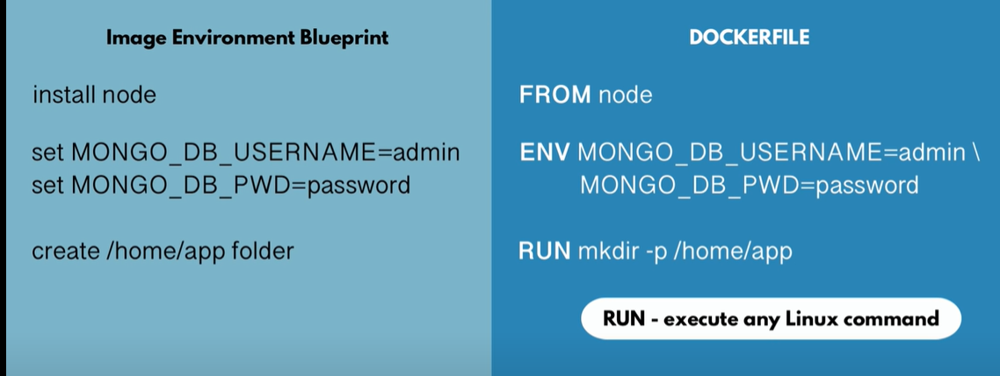 Image Environment Blueprint
install node
set MONGO_DB_USERNAME=admin
set MONGO_DB_PWD=password
create /home/app folder
DOCKERFILE
FROM node
ENV MONGO_DB_USERNAME=admin \
MONGO_DB_PWD=password
RUN mkdir -p /home/app
RUN - execute any Linux command